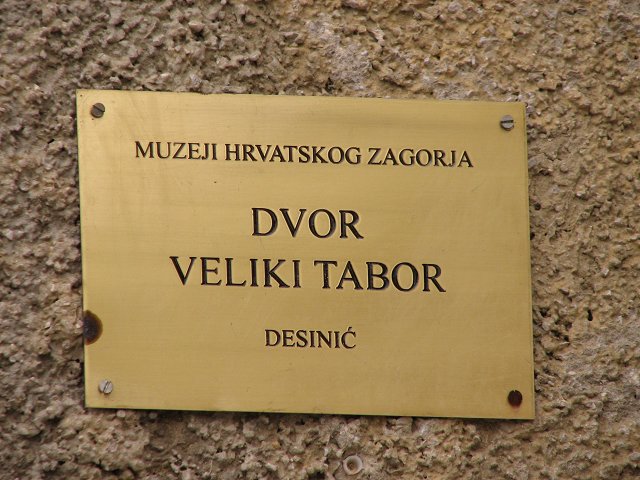 MUZEJI HRVATSKOG ZAGORJA
DVOR
VELIKI TABOR
DESINIĆ